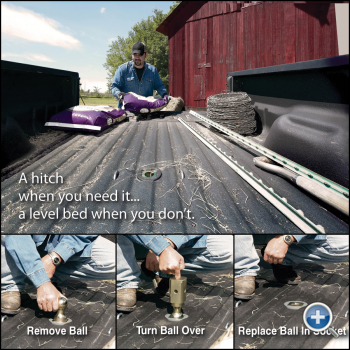 A hitch
when you need it...
a level bed when you don't.
Remove Ball
Turn Ball Over
Replace Ball In Socket